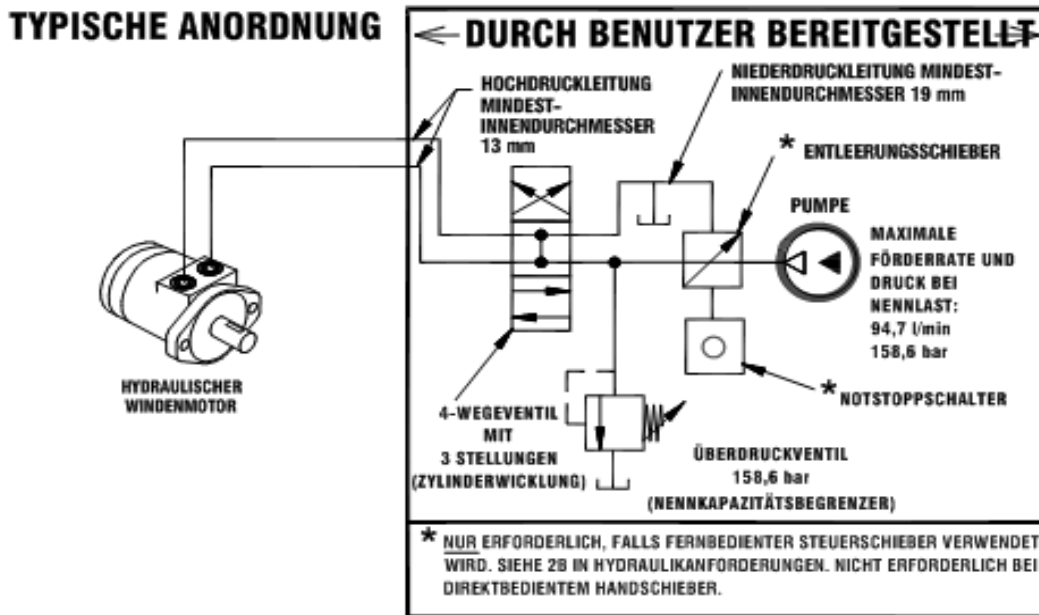 TYPISCHE ANORDNUNG
DURCH BENUTZER BEREITGESTELLT
HOCHDRUCKLEITUNG
MINDEST-
INNENDURCHMESSER
13 mm
NIEDERDRUCKLEITUNG MINDEST-
INNENDURCHMESSER 19 mm
* ENTLEERUNGSSCHIEBER
PUMPE
MAXIMALE
FÖRDERRATE UND
DRUCK BEI
NENNLAST:
94,7 l/min
158,6 bar
HYDRAULISCHER
WINDENMOTOR
* NOTSTOPPSCHALTER
4-WEGEVENTIL
MIT
3 STELLUNGEN
(ZYLINDERWICKLUNG)
ÜBERDRUCKVENTIL
158,6 bar
(NENNKAPAZITÄTSBEGRENZER)
* NUR ERFORDERLICH, FALLS FERNBEDIENTER STEUERSCHIEBER VERWENDET
WIRD. SIEHE 2B IN HYDRAULIKANFORDERUNGEN. NICHT ERFORDERLICH BEI
DIREKTBEDIENTEM HANDSCHIEBER.